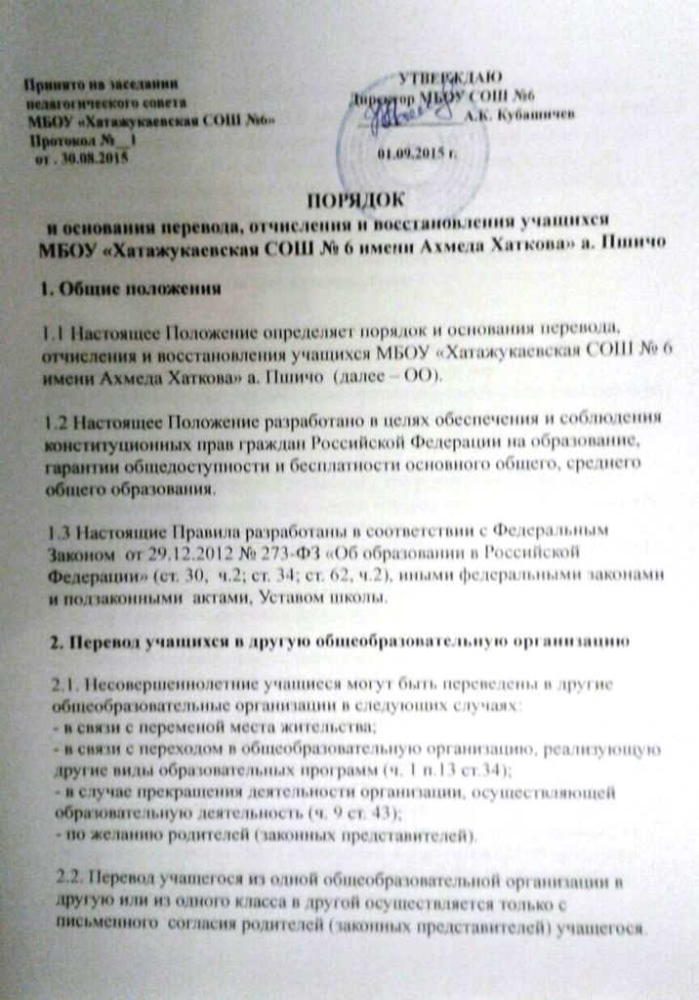 Принято на заседании
педагогического совета
МБОУ «Хатажукаевская СОШ №6»
Протокол №__1
от . 30.08.2015
УТВЕРЖДАЮ
Директор МБОУ СОШ №6
А.К. Кубашичев
01.09.2015 г.
ПОРЯДОК
и основания перевода, отчисления и восстановления учащихся
МБОУ «Хатажукаевская СОШ № 6 имени Ахмеда Хаткова» а. Пшичо
1. Общие положения
1.1 Настоящее Положение определяет порядок и основания перевода,
отчисления и восстановления учащихся МБОУ «Хатажукаевская СОШ № 6
имени Ахмеда Хаткова» а. Пшичо (далее – ОО).
1.2 Настоящее Положение разработано в целях обеспечения и соблюдения
конституционных прав граждан Российской Федерации на образование,
гарантии общедоступности и бесплатности основного общего, среднего
общего образования.
1.3 Настоящие Правила разработаны в соответствии с Федеральным
Законом от 29.12.2012 № 273-ФЗ «Об образовании в Российской
Федерации» (ст. 30, ч.2; ст. 34; ст. 62, ч.2), иными федеральными законами
и подзаконными актами, Уставом школы.
2. Перевод учащихся в другую общеобразовательную организацию
2.1. Несовершеннолетние учащиеся могут быть переведены в другие
общеобразовательные организации в следующих случаях:
- в связи с переменой места жительства;
- в связи с переходом в общеобразовательную организацию, реализующую
другие виды образовательных программ (ч. 1 п.13 ст.34);
- в случае прекращения деятельности организации, осуществляющей
образовательную деятельность (ч. 9 ст. 43);
- по желанию родителей (законных представителей).
2.2. Перевод учащегося из одной общеобразовательной организации в
другую или из одного класса в другой осуществляется только с
письменного согласия родителей (законных представителей) учащегося.